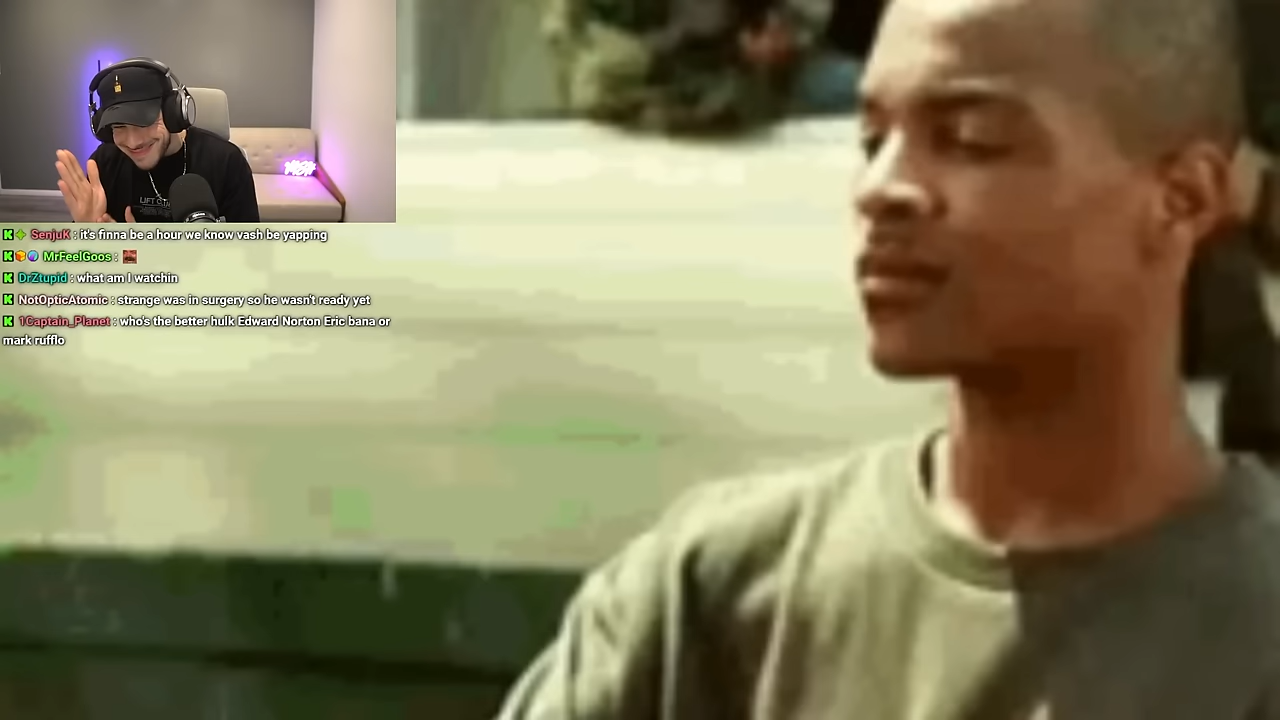 LIFT
SenjuK : it's finna be a hour we know vash be yapping
MrFeelGoos :
DrZtupid : what am I watchin
NotOpticAtomic : strange was in surgery so he wasn't ready yet
1Captain_Planet : who's the better hulk Edward Norton Eric bana or
mark rufflo